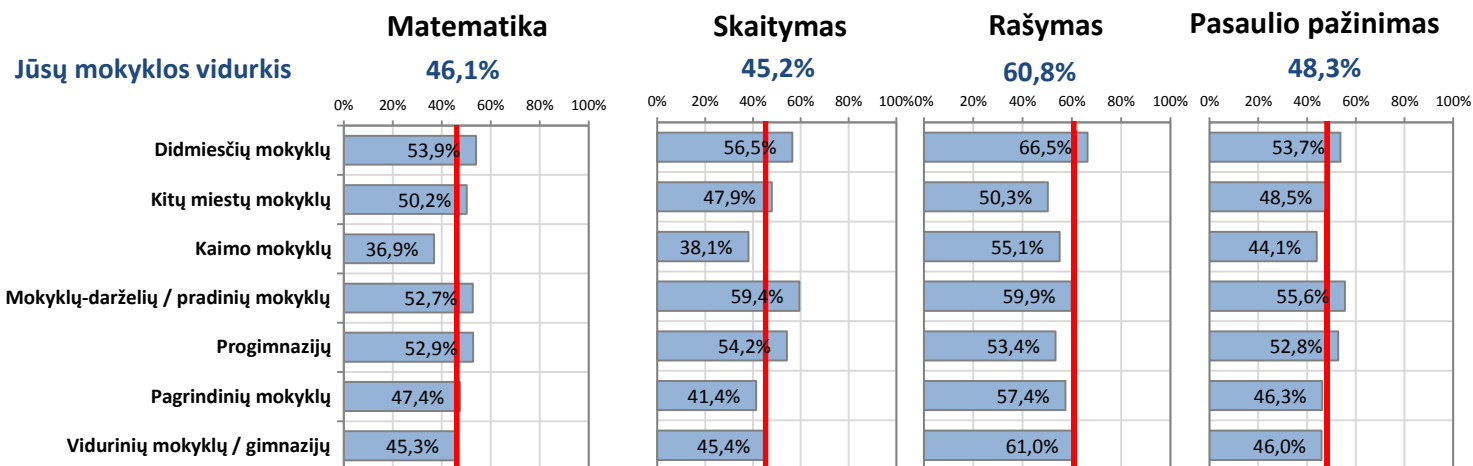 Matematika Skaitymas Rašymas Pasaulio pažinimas
Jūsų mokyklos vidurkis 46,1% 45,2% 60,8% 48,3%
0% 20% 40% 60% 80% 100% 0% 20% 40% 60% 80% 100% 0% 20% 40% 60% 80% 100% 0% 20% 40% 60% 80% 100%
Didmiesčių mokyklų 53,9% 56,5% 66,5% 53,7%
Kitų miestų mokyklų 50,2% 47,9% 50,3% 48,5%
Kaimo mokyklų 36,9% 38,1% 55,1% 44,1%
Mokyklų-darželių / pradinių mokyklų 52,7% 59,4% 59,9% 55,6%
Progimnazijų 52,9% 54,2% 53,4% 52,8%
Pagrindinių mokyklų 47,4% 41,4% 57,4% 46,3%
Vidurinių mokyklų / gimnazijų 45,3% 45,4% 61,0% 46,0%